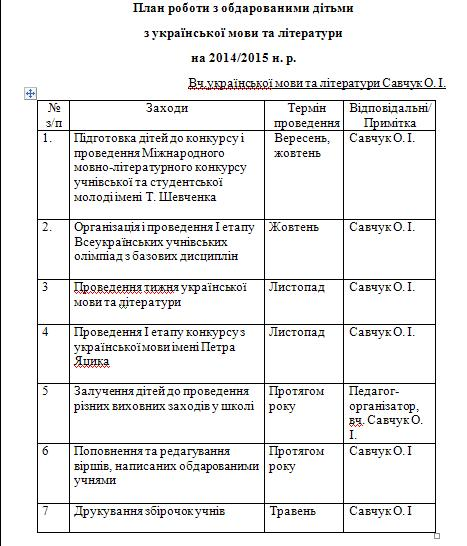 План роботи з обдарованими дітьми
з української мови та літератури
на 2014/2015 н. р.
Вч.української мови та літератури Савчук О. І.
№ з/п
Заходи
Термін проведення
Відповідальні/ Примітка
1.
Підготовка дітей до конкурсу і
проведення Міжнародного
мовно-літературного конкурсу
учнівської та студентської
молоді імені Т. Шевченка
Вересень,
жовтень
Савчук О. І.
2.
Організація і проведення І етапу
Всеукраїнських учнівських
олімпіад з базових дисциплін
Жовтень
Савчук О. І.
3
Проведення тижня української
мови та дітератури
Листопад
Савчук О. І.
4
Проведення І етапу конкурсу з
української мови імені Петра
Яцика
Листопад
Савчук О. І.
5
Залучення дітей до проведення
різних виховних заходів у школі
Протягом
року
Педагог-
організатор,
вч. Савчук О.
І.
6
Поповнення та редагування
віршів, написаних обдарованими
учнями
Протягом
року
Савчук О. І
7
Друкування збірочок учнів
Травень
Савчук О. І